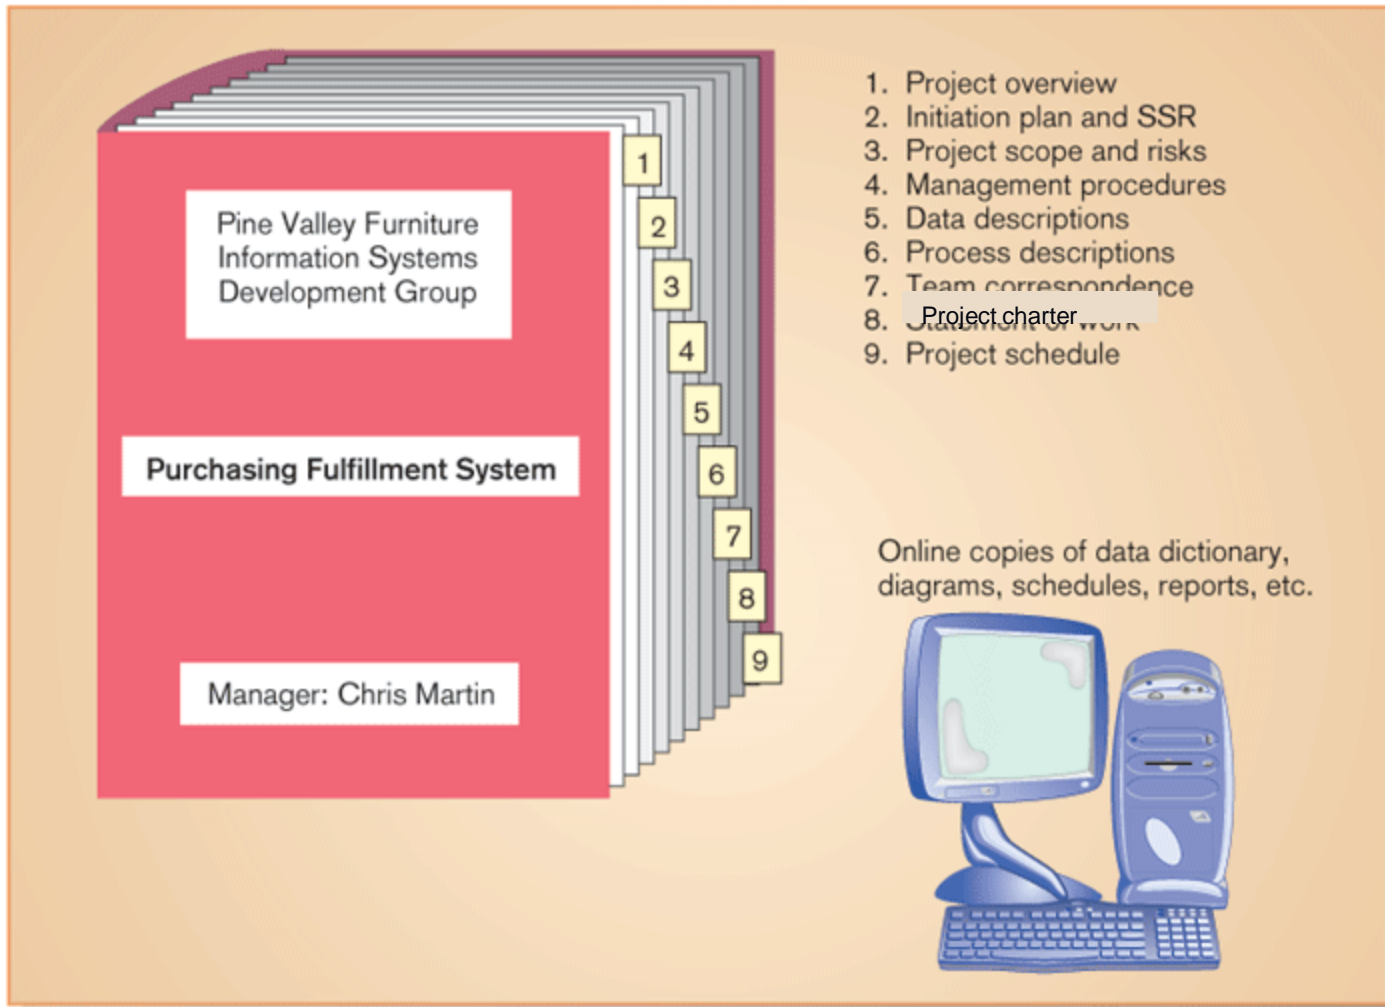 Pine Valley Furniture
Information Systems
Development Group
Purchasing Fulfillment System
Manager: Chris Martin
1
2
3
4
5
6
7
8
9
1. Project overview
2. Initiation plan and SSR
3. Project scope and risks
4. Management procedures
5. Data descriptions
6. Process descriptions
7. Team correspondence
8. Project charter
9. Project schedule
Online copies of data dictionary,
diagrams, schedules, reports, etc.